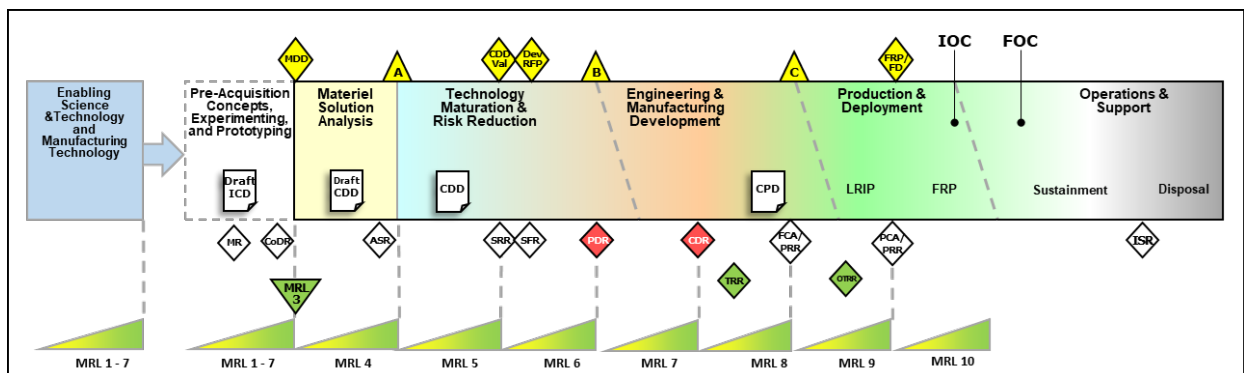 MDD
A
CDD
Val
Dev
RFP
B
C
FRP/
FD
IOC
FOC
Enabling
Science
&Technology
and
Manufacturing
Technology
Pre-Acquisition
Concepts,
Experimenting,
and Prototyping
Materiel
Solution
Analysis
Technology
Maturation &
Risk Reduction
Engineering &
Manufacturing
Development
Production &
Deployment
Operations &
Support
Draft
ICD
Draft
CDD
CDD
CPD
LRIP
FRP
Sustainment
Disposal
MR
CoDR
ASR
SRR
SFR
PDR
CDR
FCA/
PRR
PCA/
PRR
ISR
MRL
3
TRR
OTRR
MRL 1 - 7
MRL 1 - 7
MRL 4
MRL 5
MRL 6
MRL 7
MRL 8
MRL 9
MRL 10